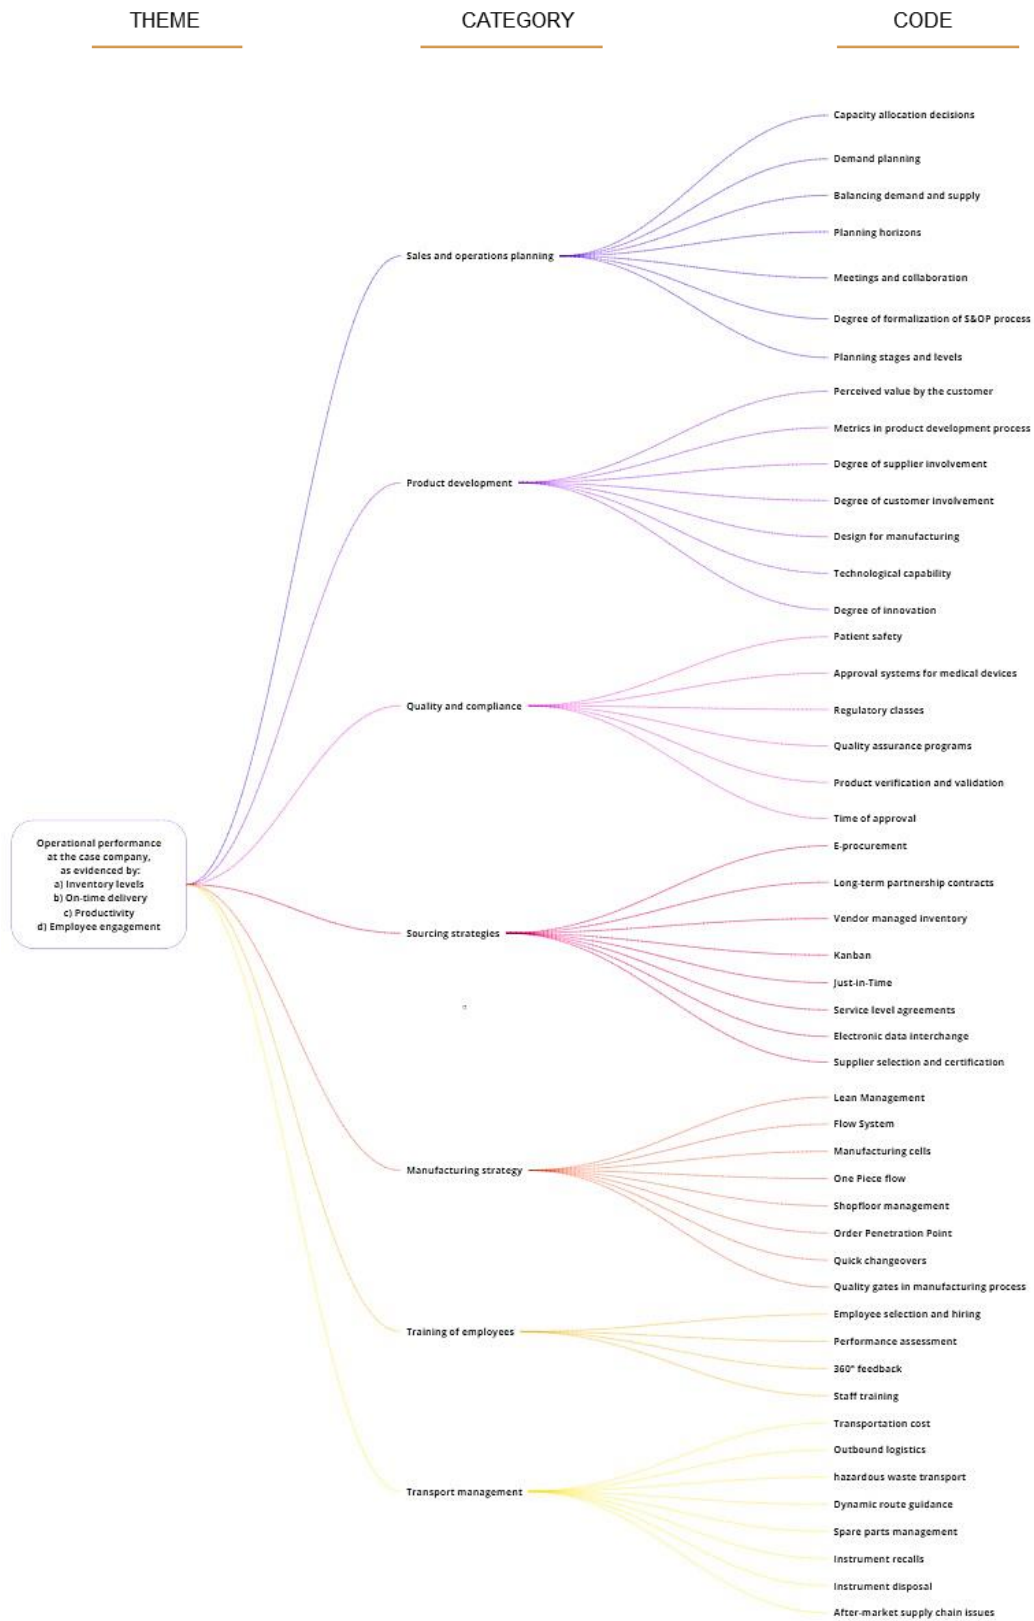 THEME
CATEGORY
CODE
Capacity allocation decisions
Demand planning
Balancing demand and supply
Planning horizons
Sales and operations planning
Meetings and collaboration
Degree of formalization of S&OP process
Planning stages and levels
Perceived value by the customer
Metrics in product development process
Degree of supplier involvement
Product development
Degree of customer involvement
Design for manufacturing
Technological capability
Degree of innovation
Patient safety
Approval systems for medical devices
Quality and compliance
Regulatory classes
Quality assurance programs
Product verification and validation
Time of approval
Operational performance
at the case company,
as evidenced by:
a) Inventory levels
b) On-time delivery
c) Productivity
d) Employee engagement
E-procurement
Long-term partnership contracts
Vendor managed inventory
Sourcing strategies
Kanban
Just-in-Time
Service level agreements
Electronic data interchange
Supplier selection and certification
Lean Management
Flow System
Manufacturing cells
Manufacturing strategy
One Piece flow
Shopfloor management
Order Penetration Point
Quick changeovers
Quality gates in manufacturing process
Employee selection and hiring
Training of employees
Performance assessment
360° feedback
Staff training
Transportation cost
Outbound logistics
hazardous waste transport
Transport management
Dynamic route guidance
Spare parts management
Instrument recalls
Instrument disposal
After-market supply chain issues